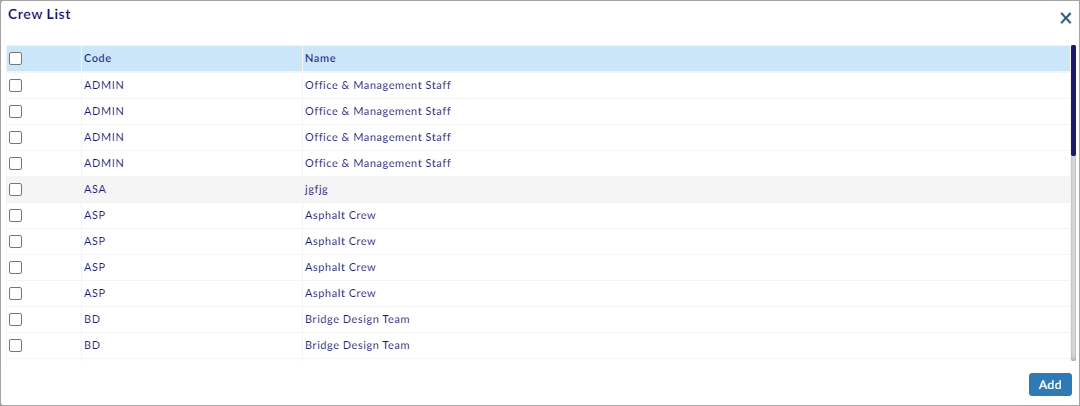 Crew List
Code Name
ADMIN Office & Management Staff
ADMIN Office & Management Staff
ADMIN Office & Management Staff
ADMIN Office & Management Staff
ASA jgfjg
ASP Asphalt Crew
ASP Asphalt Crew
ASP Asphalt Crew
ASP Asphalt Crew
BD Bridge Design Team
BD Bridge Design Team
Add